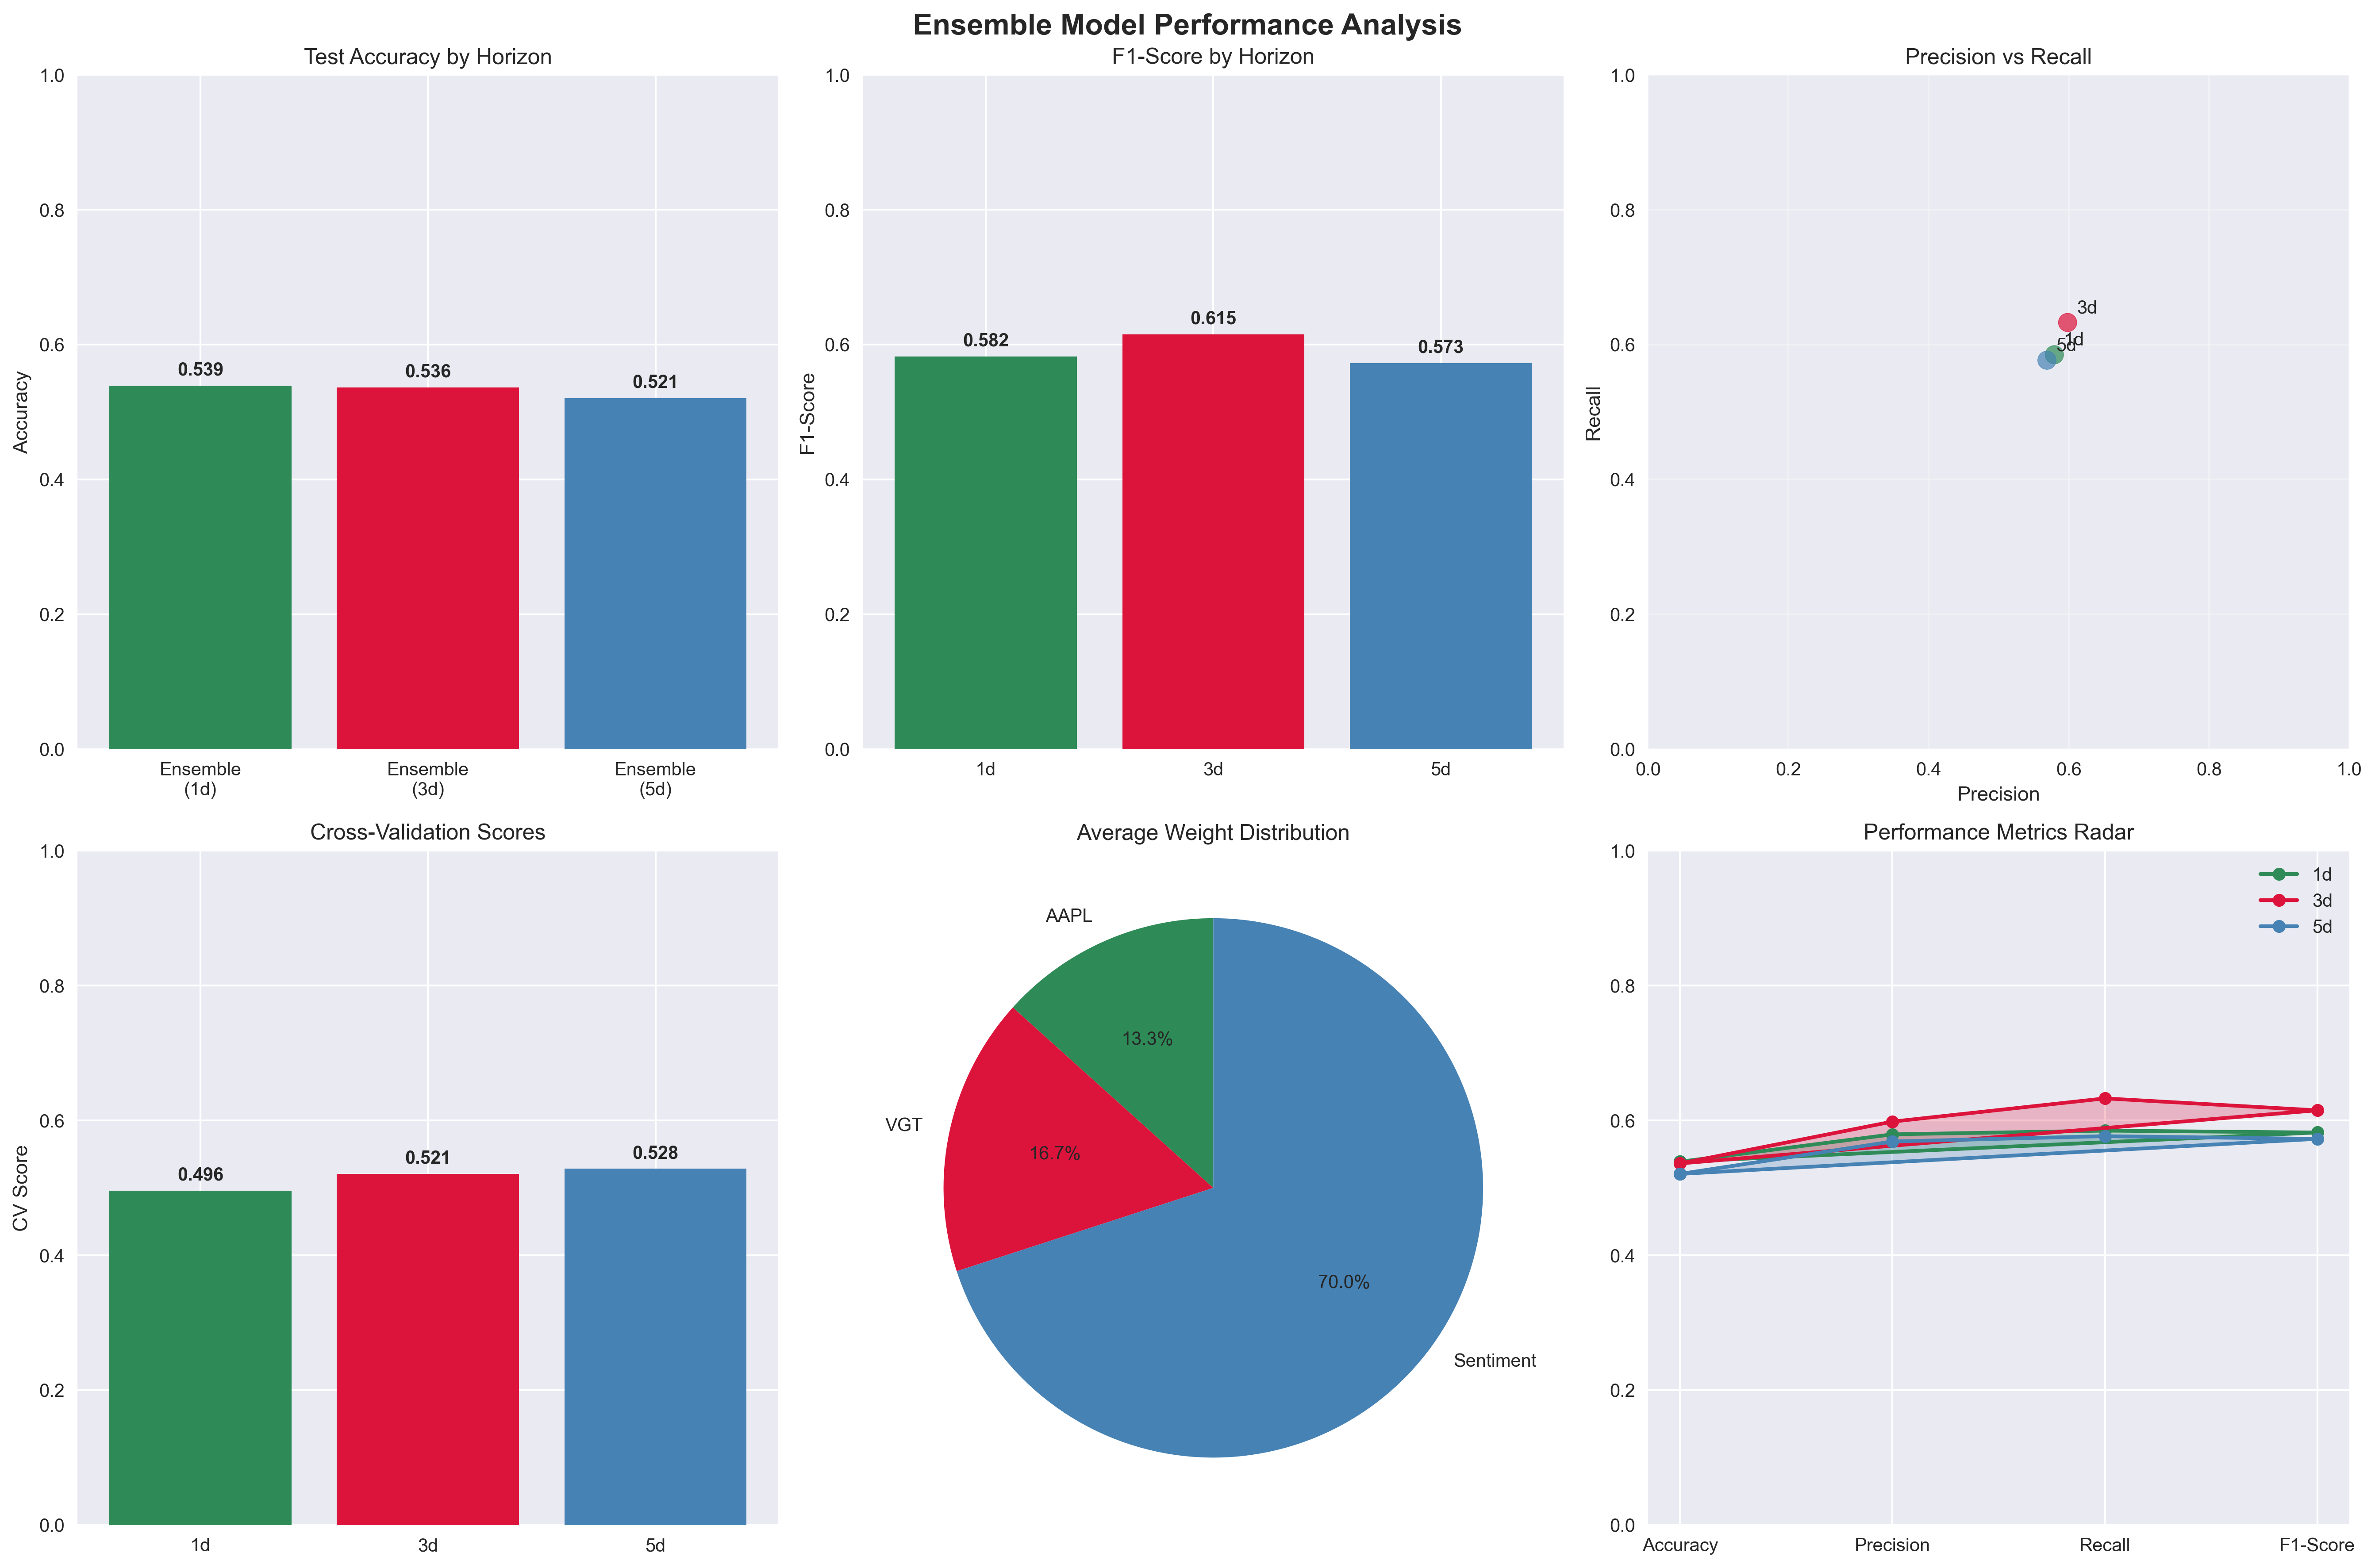 Ensemble Model Performance Analysis
Test Accuracy by Horizon
1.0
0.8
0.6
0.4
0.2
0.0
Accuracy
0.539
0.536
0.521
Ensemble
(1d)
Ensemble
(3d)
Ensemble
(5d)
F1-Score by Horizon
1.0
0.8
0.6
0.4
0.2
0.0
F1-Score
0.582
0.615
0.573
1d
3d
5d
Precision vs Recall
1.0
0.8
0.6
0.4
0.2
0.0
Recall
3d
1d
5d
0.0
0.2
0.4
0.6
0.8
1.0
Precision
Cross-Validation Scores
1.0
0.8
0.6
0.4
0.2
0.0
CV Score
0.496
0.521
0.528
1d
3d
5d
Average Weight Distribution
AAPL
13.3%
VGT
16.7%
70.0%
Sentiment
Performance Metrics Radar
1.0
0.8
0.6
0.4
0.2
0.0
1d
3d
5d
Accuracy
Precision
Recall
F1-Score